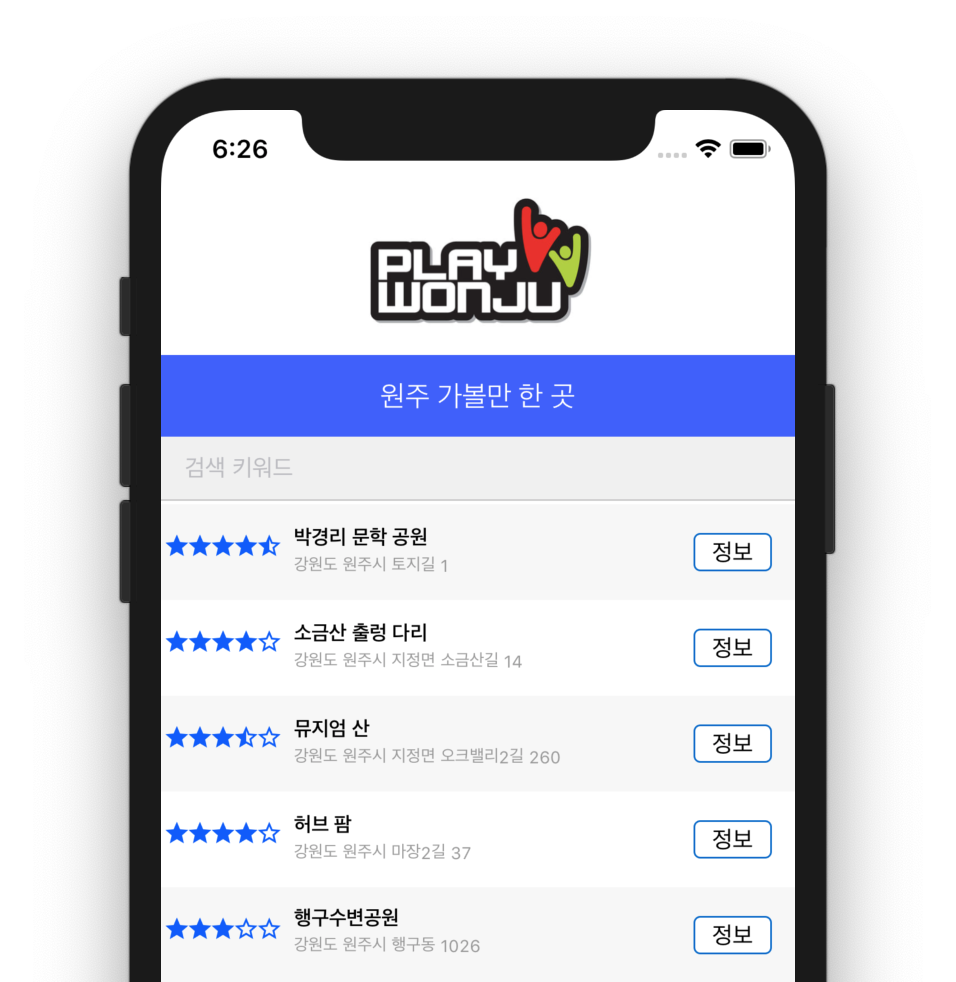 6:26
PLAY
WONJU
원주 가볼만 한 곳
검색 키워드
박경리 문학 공원
강원도 원주시 토지길 1
정보
소금산 출렁 다리
강원도 원주시 지정면 소금산길 14
정보
뮤지엄 산
강원도 원주시 지정면 오크밸리2길 260
정보
허브 팜
강원도 원주시 마장2길 37
정보
행구수변공원
강원도 원주시 행구동 1026
정보